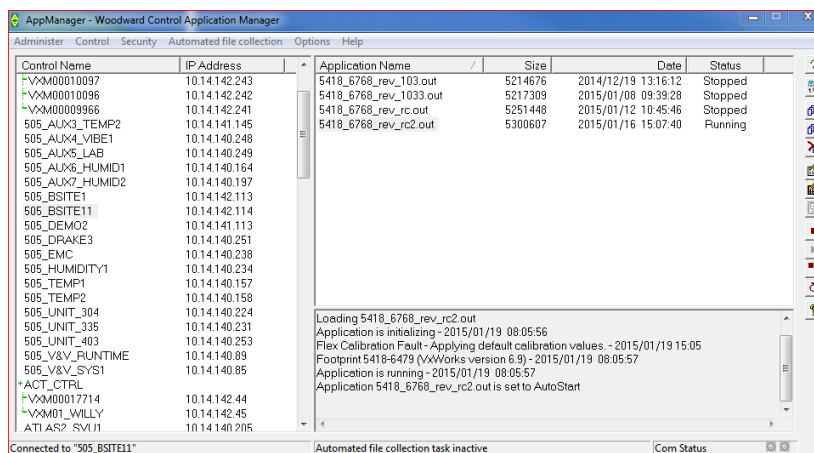 AppManager - Woodward Control Application Manager
Administer Control Security Automated file collection Options Help
Control Name IP Address
VXM00010097 10.14.142.243
VXM00010096 10.14.142.242
VXM00009966 10.14.142.241
505_AUX3_TEMP2 10.14.141.145
505_AUX4_VIBE1 10.14.140.248
505_AUX5_LAB 10.14.140.249
505_AUX6_HUMID1 10.14.140.164
505_AUX7_HUMID2 10.14.140.197
505_BSITE1 10.14.142.113
505_BSITE11 10.14.142.114
505_DEMO2 10.14.141.113
505_DRAKE3 10.14.140.251
505_EMC 10.14.140.238
505_HUMIDITY1 10.14.140.234
505_TEMP1 10.14.140.157
505_TEMP2 10.14.140.158
505_UNIT_304 10.14.140.224
505_UNIT_335 10.14.140.231
505_UNIT_403 10.14.140.253
505_V&V_RUNTIME 10.14.140.89
505_V&V_SYS1 10.14.140.85
+ACT_CTRL
VXM00017714 10.14.142.44
VXM01_WILLY 10.14.142.45
ATLAS2_SVU1 10.14.140.205
Application Name Size Date Status
5418_6768_rev_103.out 5214676 2014/12/19 13:16:12 Stopped
5418_6768_rev_1033.out 5217309 2015/01/08 09:39:28 Stopped
5418_6768_rev_rc.out 5251448 2015/01/12 10:45:46 Stopped
5418_6768_rev_rc2.out 5300607 2015/01/16 15:07:40 Running
Loading 5418_6768_rev_rc2.out
Application is initializing - 2015/01/19 08:05:56
Flex Calibration Fault - Applying default calibration values. - 2015/01/19 15:05
Footprint 5418-6479 (VxWorks version 6.9) - 2015/01/19 08:05:57
Application is running - 2015/01/19 08:05:57
Application 5418_6768_rev_rc2.out is set to AutoStart
Connected to "505_BSITE11" Automated file collection task inactive Com Status